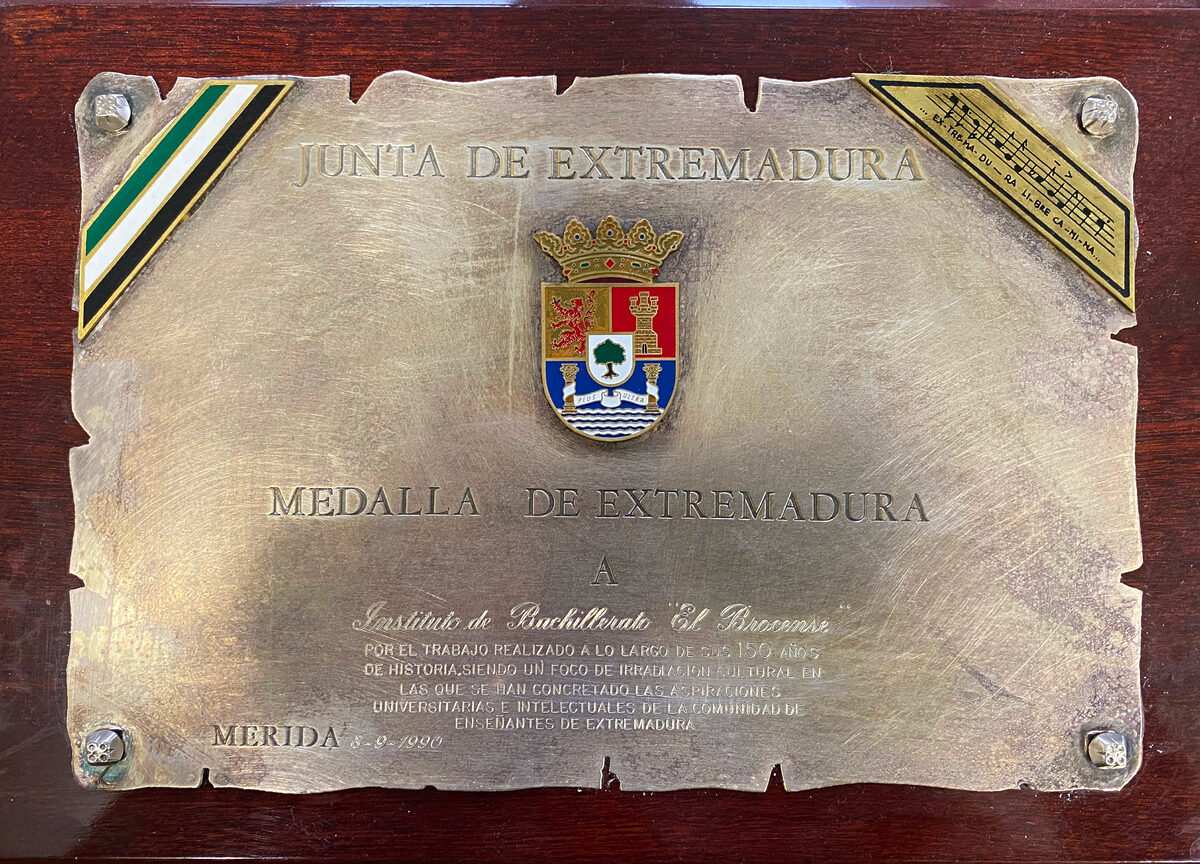 JUNTA DE EXTREMADURA
... EX-TRE-MA-DU-RA LI-BRE CA-MI-NA...
PLUS ULTRA
MEDALLA DE EXTREMADURA
A
Instituto de Bachillerato "El Brocense"
POR EL TRABAJO REALIZADO A LO LARGO DE SUS 150 AÑOS
DE HISTORIA, SIENDO UN FOCO DE IRRADIACION CULTURAL EN
LAS QUE SE HAN CONCRETADO LAS ASPIRACIONES
UNIVERSITARIAS E INTELECTUALES DE LA COMUNIDAD DE
ENSEÑANTES DE EXTREMADURA
MERIDA 8-9-1990